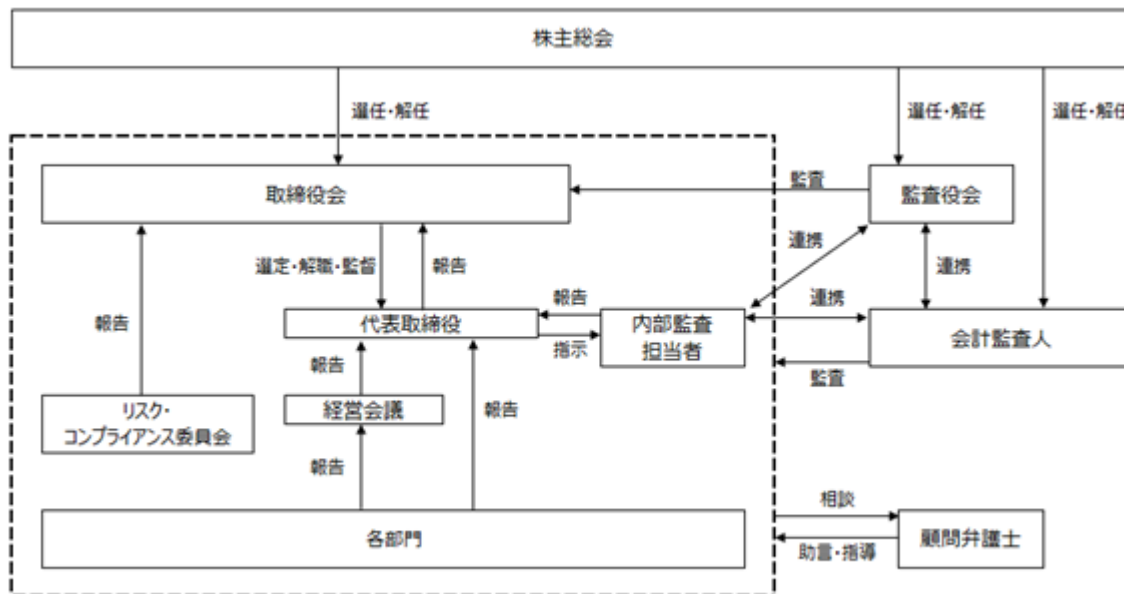 株主総会
選任・解任
選任・解任
選任・解任
取締役会
監査
監査役会
選定・解職・監督
報告
連携
連携
報告
代表取締役
報告
指示
内部監査
担当者
連携
会計監査人
監査
報告
経営会議
報告
リスク・
コンプライアンス委員会
報告
各部門
相談
助言・指導
顧問弁護士